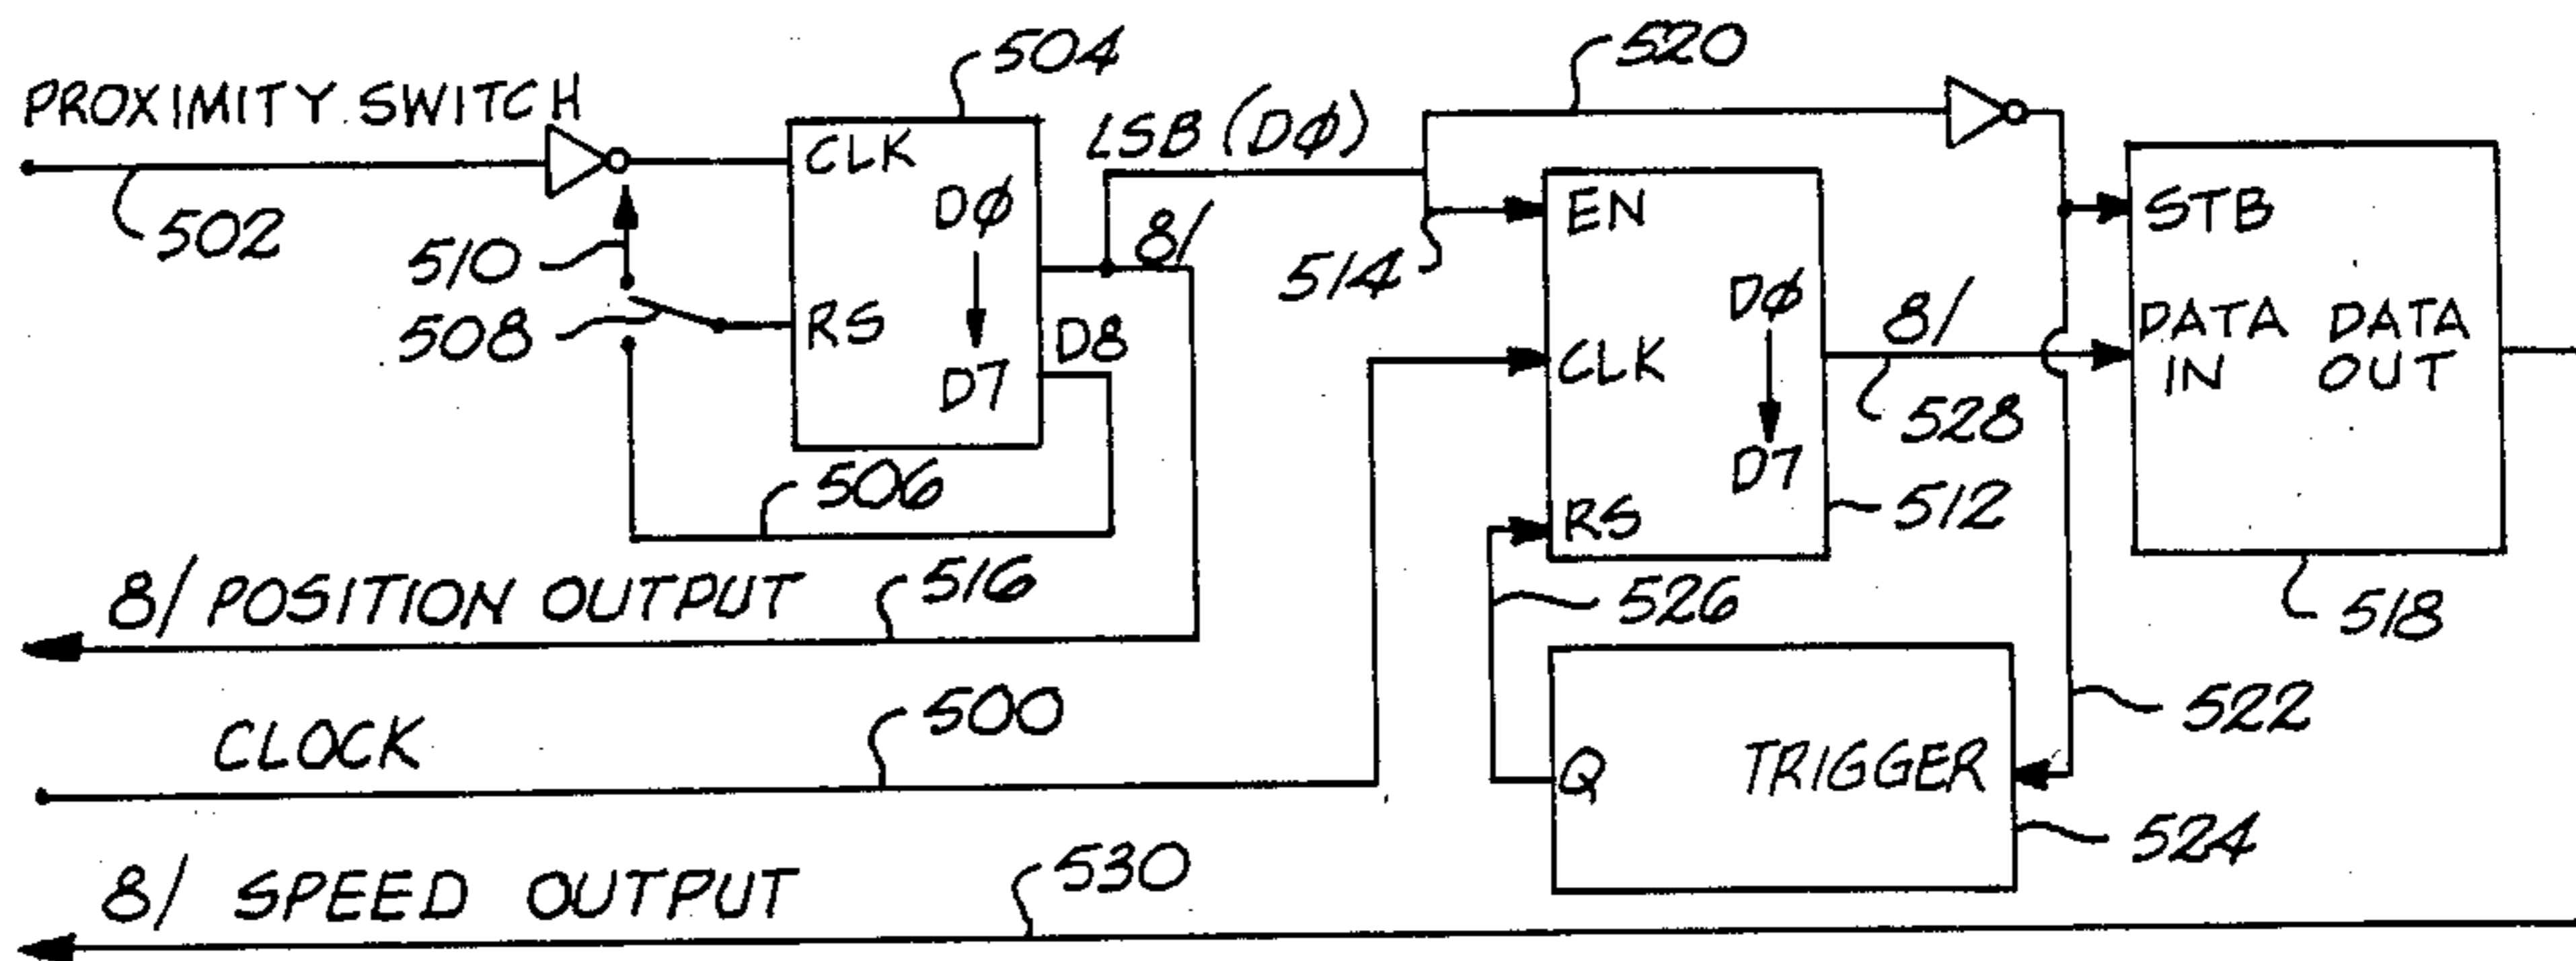 PROXIMITY SWITCH
502
504
CLK
DØ
D7
RS
D8
510
508
506
LSB (DØ)
8/
514
520
EN
CLK
RS
DØ
D7
512
8/
528
STB
DATA IN
DATA OUT
518
8/ POSITION OUTPUT
516
526
CLOCK
500
Q
TRIGGER
522
524
8/ SPEED OUTPUT
530